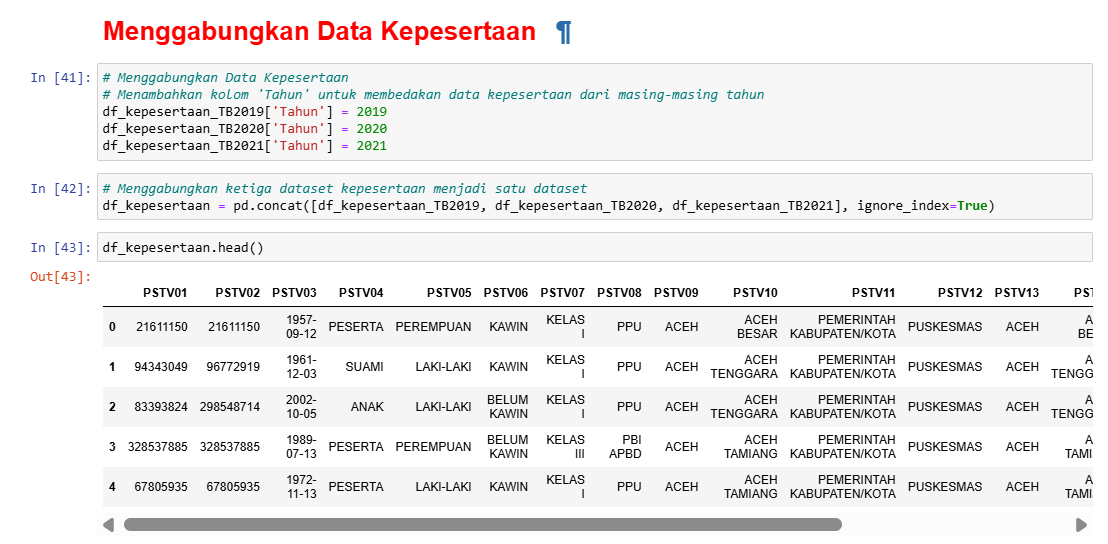 Menggabungkan Data Kepesertaan ¶
In [41]: # Menggabungkan Data Kepesertaan
# Menambahkan kolom 'Tahun' untuk membedakan data kepesertaan dari masing-masing tahun
df_kepesertaan_TB2019['Tahun'] = 2019
df_kepesertaan_TB2020['Tahun'] = 2020
df_kepesertaan_TB2021['Tahun'] = 2021
In [42]: # Menggabungkan ketiga dataset kepesertaan menjadi satu dataset
df_kepesertaan = pd.concat([df_kepesertaan_TB2019, df_kepesertaan_TB2020, df_kepesertaan_TB2021], ignore_index=True)
In [43]: df_kepesertaan.head()
Out[43]:
PSTV01 PSTV02 PSTV03 PSTV04 PSTV05 PSTV06 PSTV07 PSTV08 PSTV09 PSTV10 PSTV11 PSTV12 PSTV13 PST
0 21611150 21611150 1957-09-12 PESERTA PEREMPUAN KAWIN KELAS I PPU ACEH ACEH BESAR PEMERINTAH KABUPATEN/KOTA PUSKESMAS ACEH A BE
1 94343049 96772919 1961-12-03 SUAMI LAKI-LAKI KAWIN KELAS I PPU ACEH ACEH TENGGARA PEMERINTAH KABUPATEN/KOTA PUSKESMAS ACEH A TENGG
2 83393824 298548714 2002-10-05 ANAK LAKI-LAKI BELUM KAWIN KELAS I PPU ACEH ACEH TENGGARA PEMERINTAH KABUPATEN/KOTA PUSKESMAS ACEH A TENGG
3 328537885 328537885 1989-07-13 PESERTA PEREMPUAN BELUM KAWIN KELAS III PBI APBD ACEH ACEH TAMIANG PEMERINTAH KABUPATEN/KOTA PUSKESMAS ACEH A TAMI
4 67805935 67805935 1972-11-13 PESERTA LAKI-LAKI KAWIN KELAS I PPU ACEH ACEH TAMIANG PEMERINTAH KABUPATEN/KOTA PUSKESMAS ACEH A TAMI